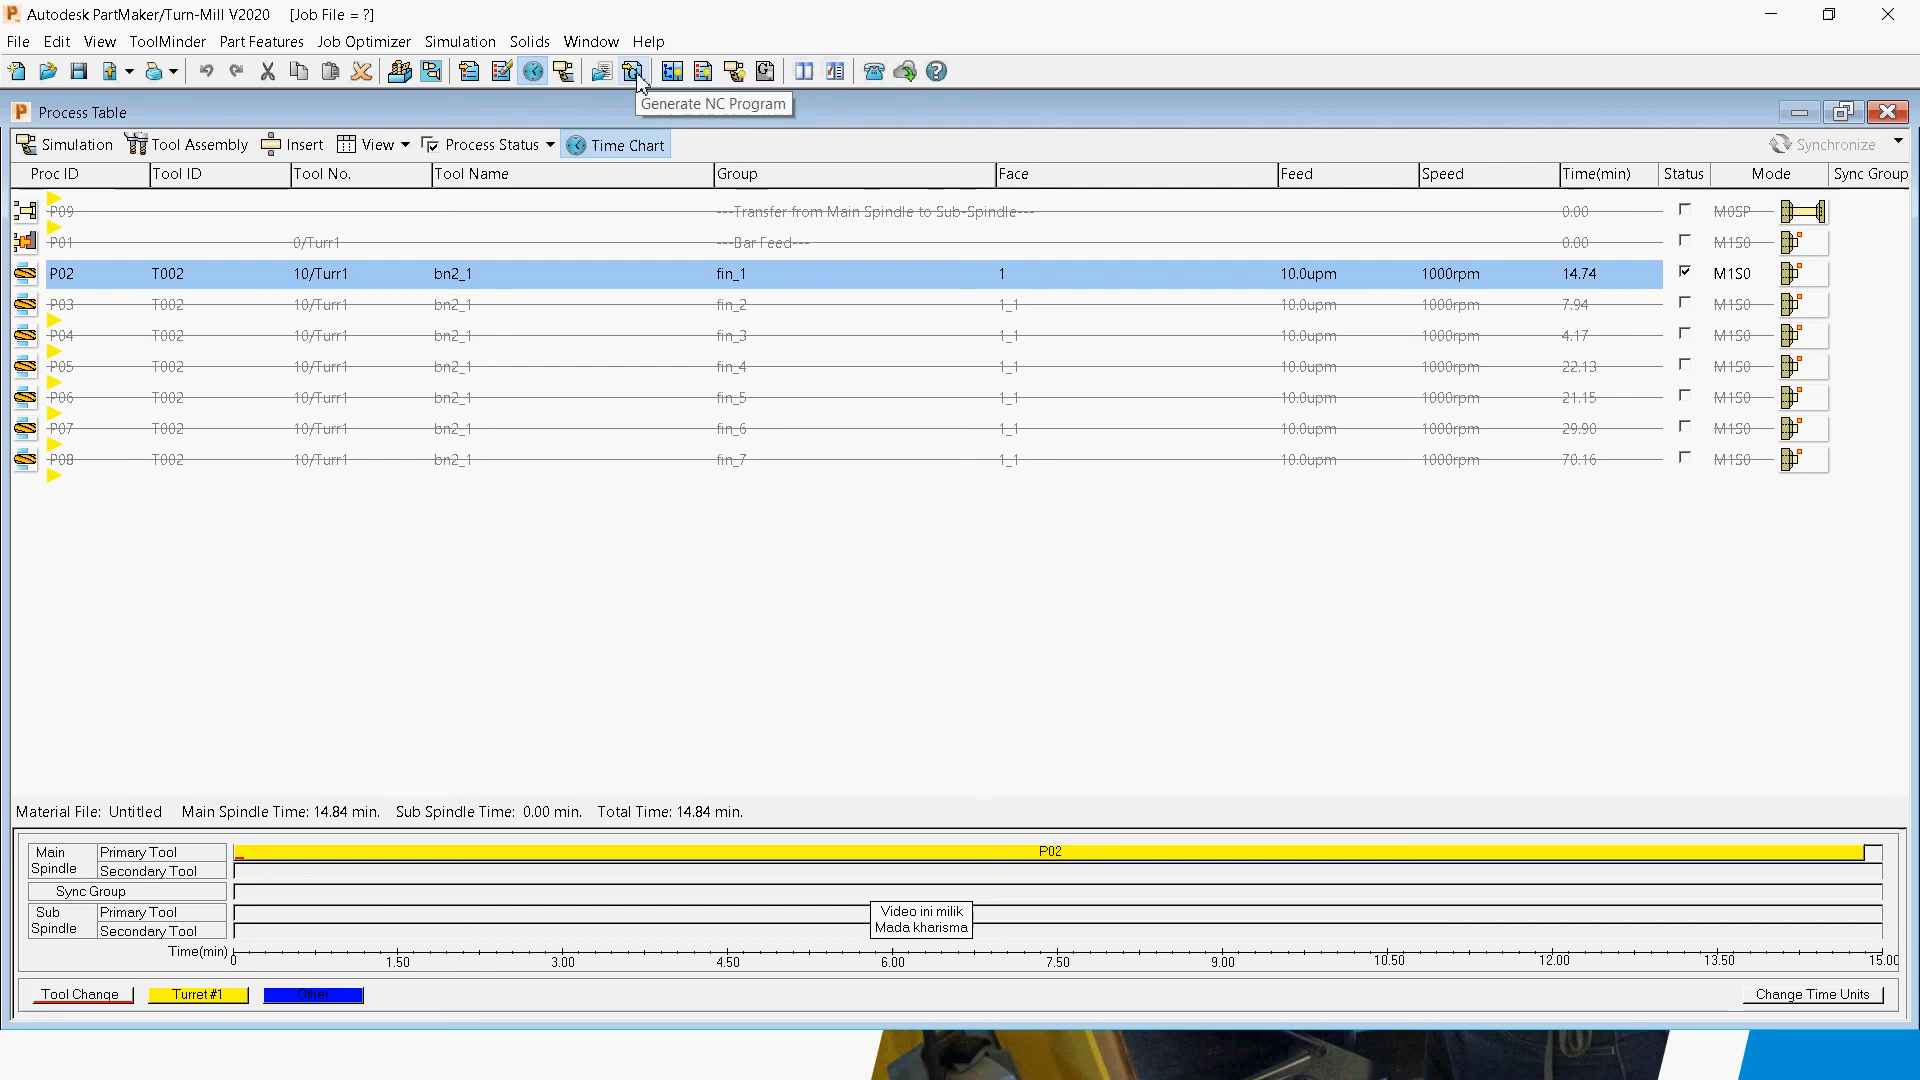 Autodesk PartMaker/Turn-Mill V2020 [Job File = ?]
File Edit View ToolMinder Part Features Job Optimizer Simulation Solids Window Help
Generate NC Program
Process Table
Simulation Tool Assembly Insert View Process Status Time Chart Synchronize
Proc ID Tool ID Tool No. Tool Name Group Face Feed Speed Time(min) Status Mode Sync Group
P09 ---Transfer from Main Spindle to Sub-Spindle--- 0.00 M0SP
P01 0/Turr1 ---Bar Feed--- 0.00 M1S0
P02 T002 10/Turr1 bn2_1 fin_1 1 10.0upm 1000rpm 14.74 M1S0
P03 T002 10/Turr1 bn2_1 fin_2 1_1 10.0upm 1000rpm 7.94 M1S0
P04 T002 10/Turr1 bn2_1 fin_3 1_1 10.0upm 1000rpm 4.17 M1S0
P05 T002 10/Turr1 bn2_1 fin_4 1_1 10.0upm 1000rpm 22.13 M1S0
P06 T002 10/Turr1 bn2_1 fin_5 1_1 10.0upm 1000rpm 21.15 M1S0
P07 T002 10/Turr1 bn2_1 fin_6 1_1 10.0upm 1000rpm 29.90 M1S0
P08 T002 10/Turr1 bn2_1 fin_7 1_1 10.0upm 1000rpm 70.16 M1S0
Material File: Untitled Main Spindle Time: 14.84 min. Sub Spindle Time: 0.00 min. Total Time: 14.84 min.
Main Spindle Primary Tool P02
Secondary Tool
Sync Group
Sub Spindle Primary Tool
Secondary Tool
Video ini milik
Mada kharisma
Time(min) 0 1.50 3.00 4.50 6.00 7.50 9.00 10.50 12.00 13.50 15.00
Tool Change Turret #1 Other Change Time Units